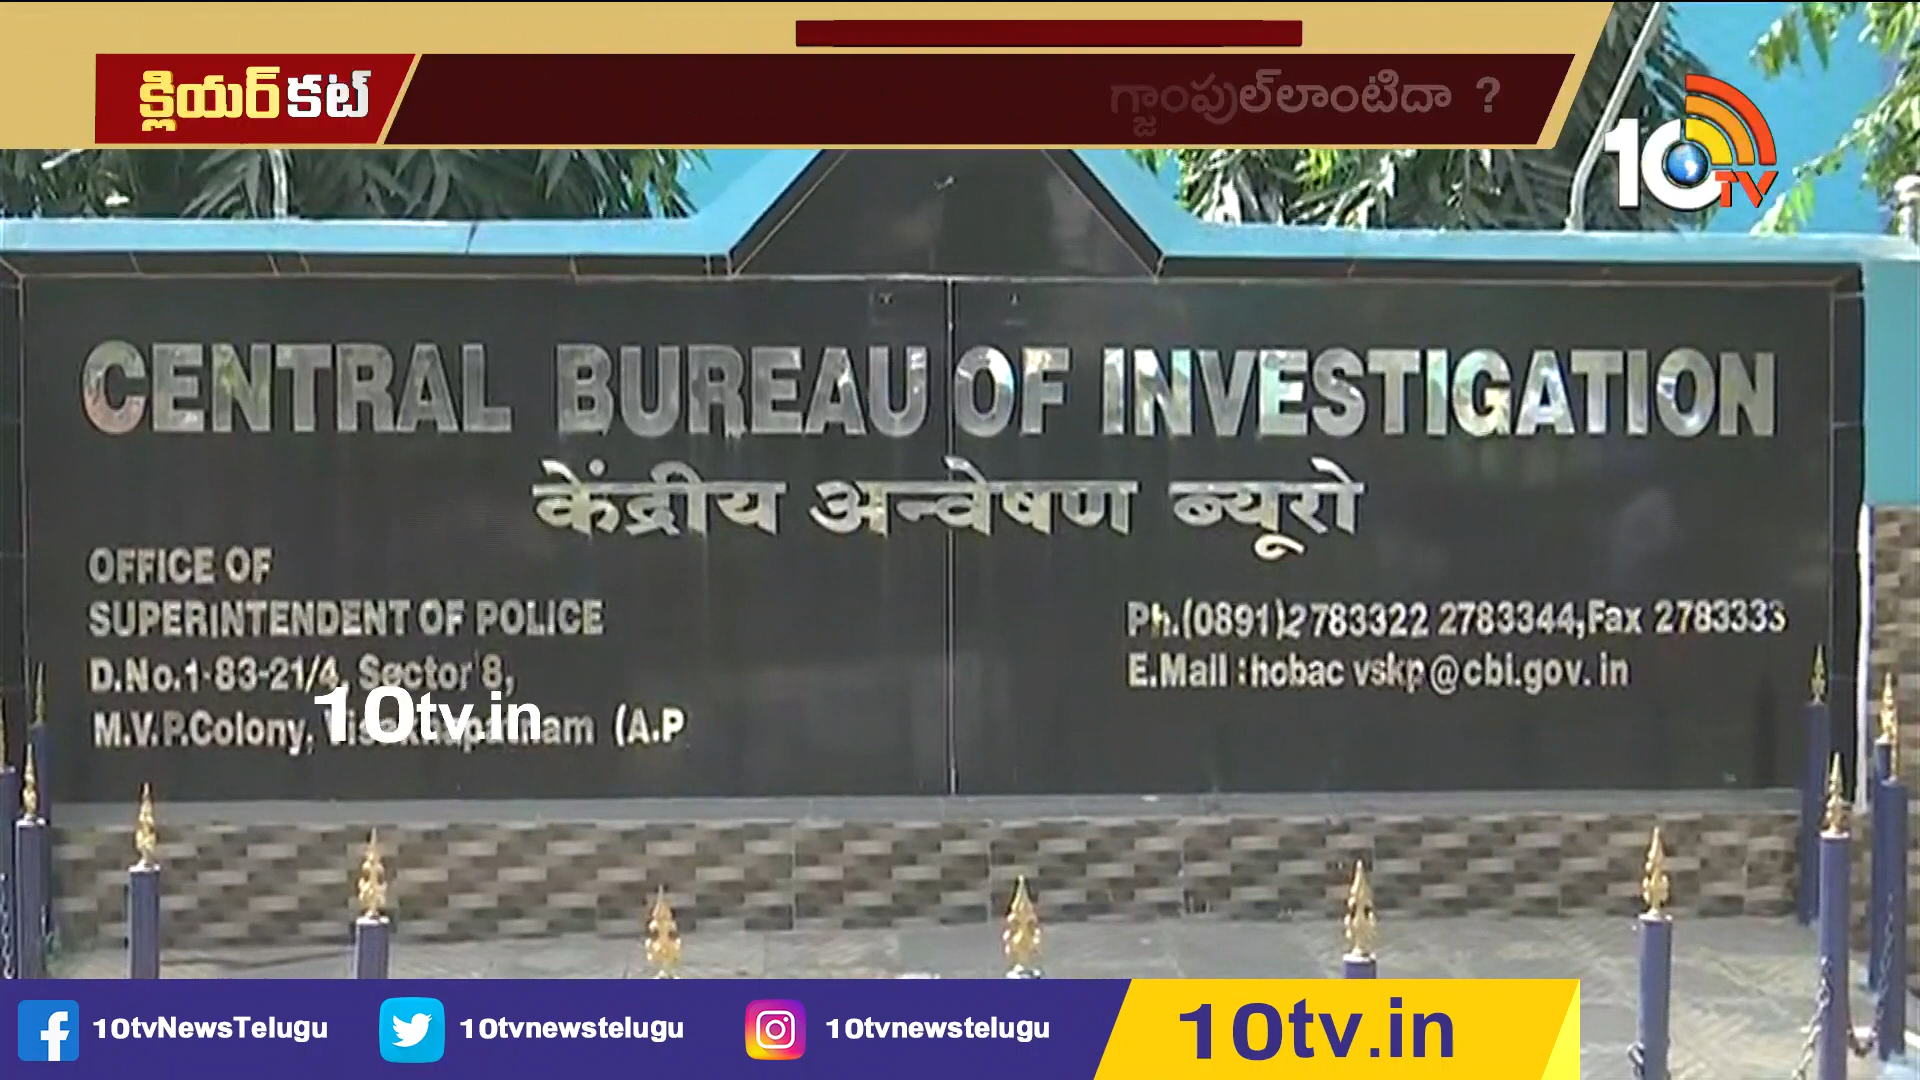 క్లియర్ కట్
గ్జాంపుల్‌లాంటిదా ?
10TV
CENTRAL BUREAU OF INVESTIGATION
केंद्रीय अन्वेषण ब्यूरो
OFFICE OF
SUPERINTENDENT OF POLICE
D.No.1-83-21/4, Sector 8,
M.V.P.Colony, Visakhapatnam (A.P
Ph.(0891)2783322 2783344,Fax 2783333
E.Mail :hobac vskp@cbi.gov.in
10tv.in
10tvNewsTelugu
10tvnewstelugu
10tvnewstelugu
10tv.in